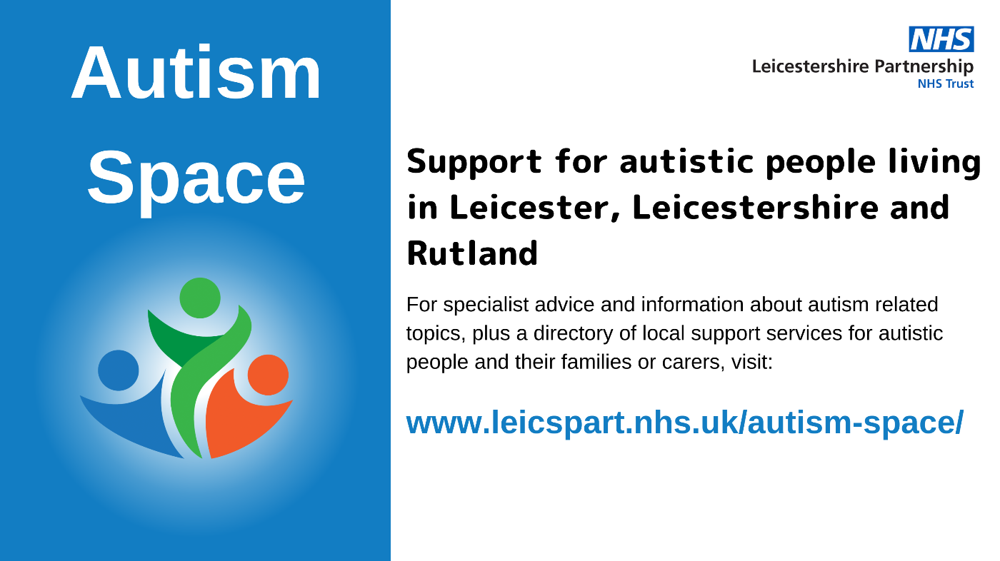 Autism
Space
NHS
Leicestershire Partnership
NHS Trust
Support for autistic people living
in Leicester, Leicestershire and
Rutland
For specialist advice and information about autism related
topics, plus a directory of local support services for autistic
people and their families or carers, visit:
www.leicspart.nhs.uk/autism-space/